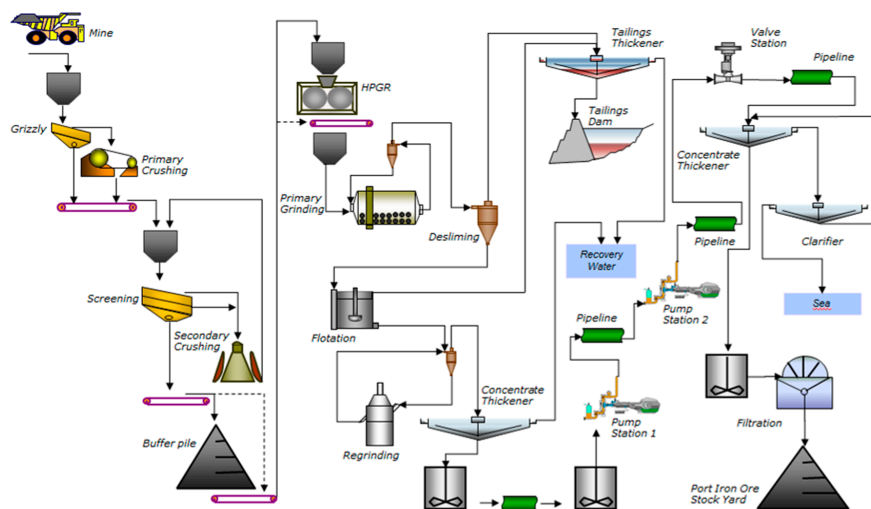 Mine
Grizzly
Primary
Crushing
Screening
Secondary
Crushing
Buffer pile
HPGR
Primary
Grinding
Desliming
Flotation
Regrinding
Concentrate
Thickener
Tailings
Thickener
Tailings
Dam
Recovery
Water
Pipeline
Pump
Station 1
Pump
Station 2
Pipeline
Valve
Station
Pipeline
Concentrate
Thickener
Clarifier
Sea
Filtration
Port Iron Ore
Stock Yard